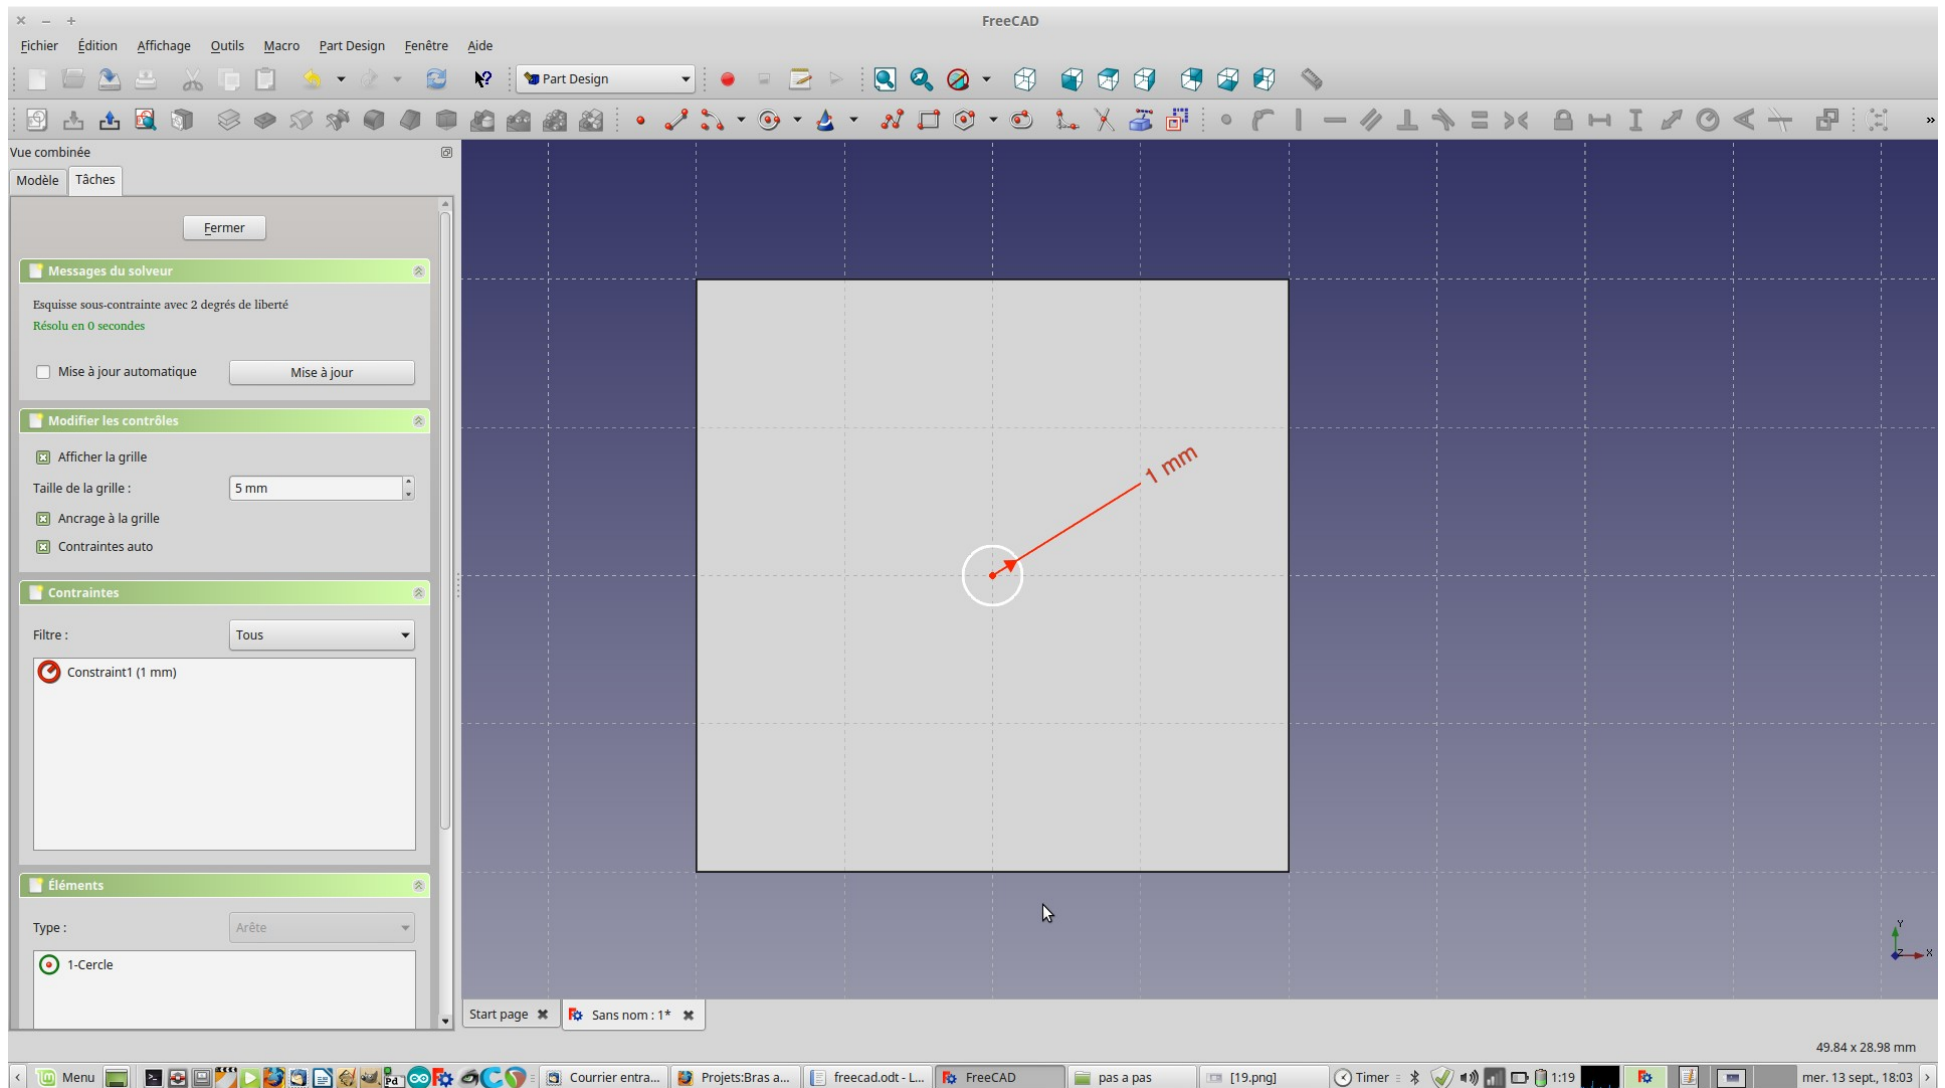 FreeCAD
Fichier Édition Affichage Outils Macro Part Design Fenêtre Aide
Part Design
Vue combinée
Modèle Tâches
Fermer
Messages du solveur
Esquisse sous-contrainte avec 2 degrés de liberté
Résolu en 0 secondes
Mise à jour automatique Mise à jour
Modifier les contrôles
Afficher la grille
Taille de la grille : 5 mm
Ancrage à la grille
Contraintes auto
Contraintes
Filtre : Tous
Constraint1 (1 mm)
Éléments
Type : Arête
1-Cercle
1 mm
Y
Z X
Start page Sans nom : 1*
49.84 x 28.98 mm
Menu Pd Courrier entra... Projets:Bras a... freecad.odt - L... FreeCAD pas a pas [19.png] Timer 1:19 mer. 13 sept., 18:03